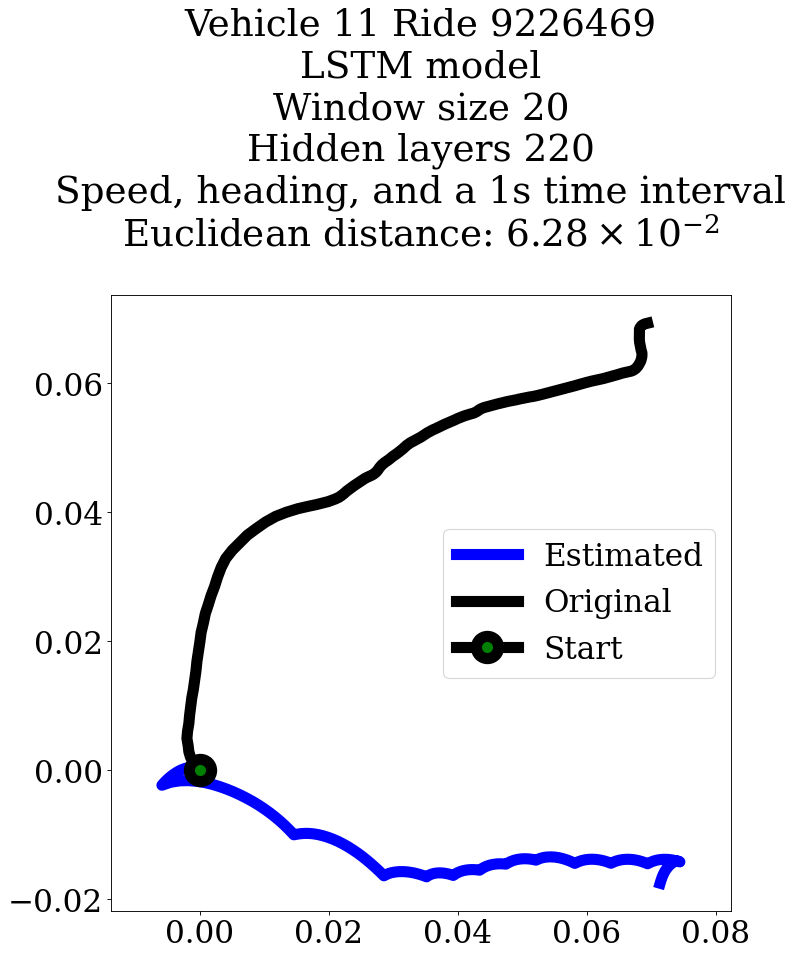 Vehicle 11 Ride 9226469
LSTM model
Window size 20
Hidden layers 220
Speed, heading, and a 1s time interval
Euclidean distance: 6.28 × 10⁻²
0.06
0.04
Estimated
Original
0.02
Start
0.00
−0.02
0.00 0.02 0.04 0.06 0.08